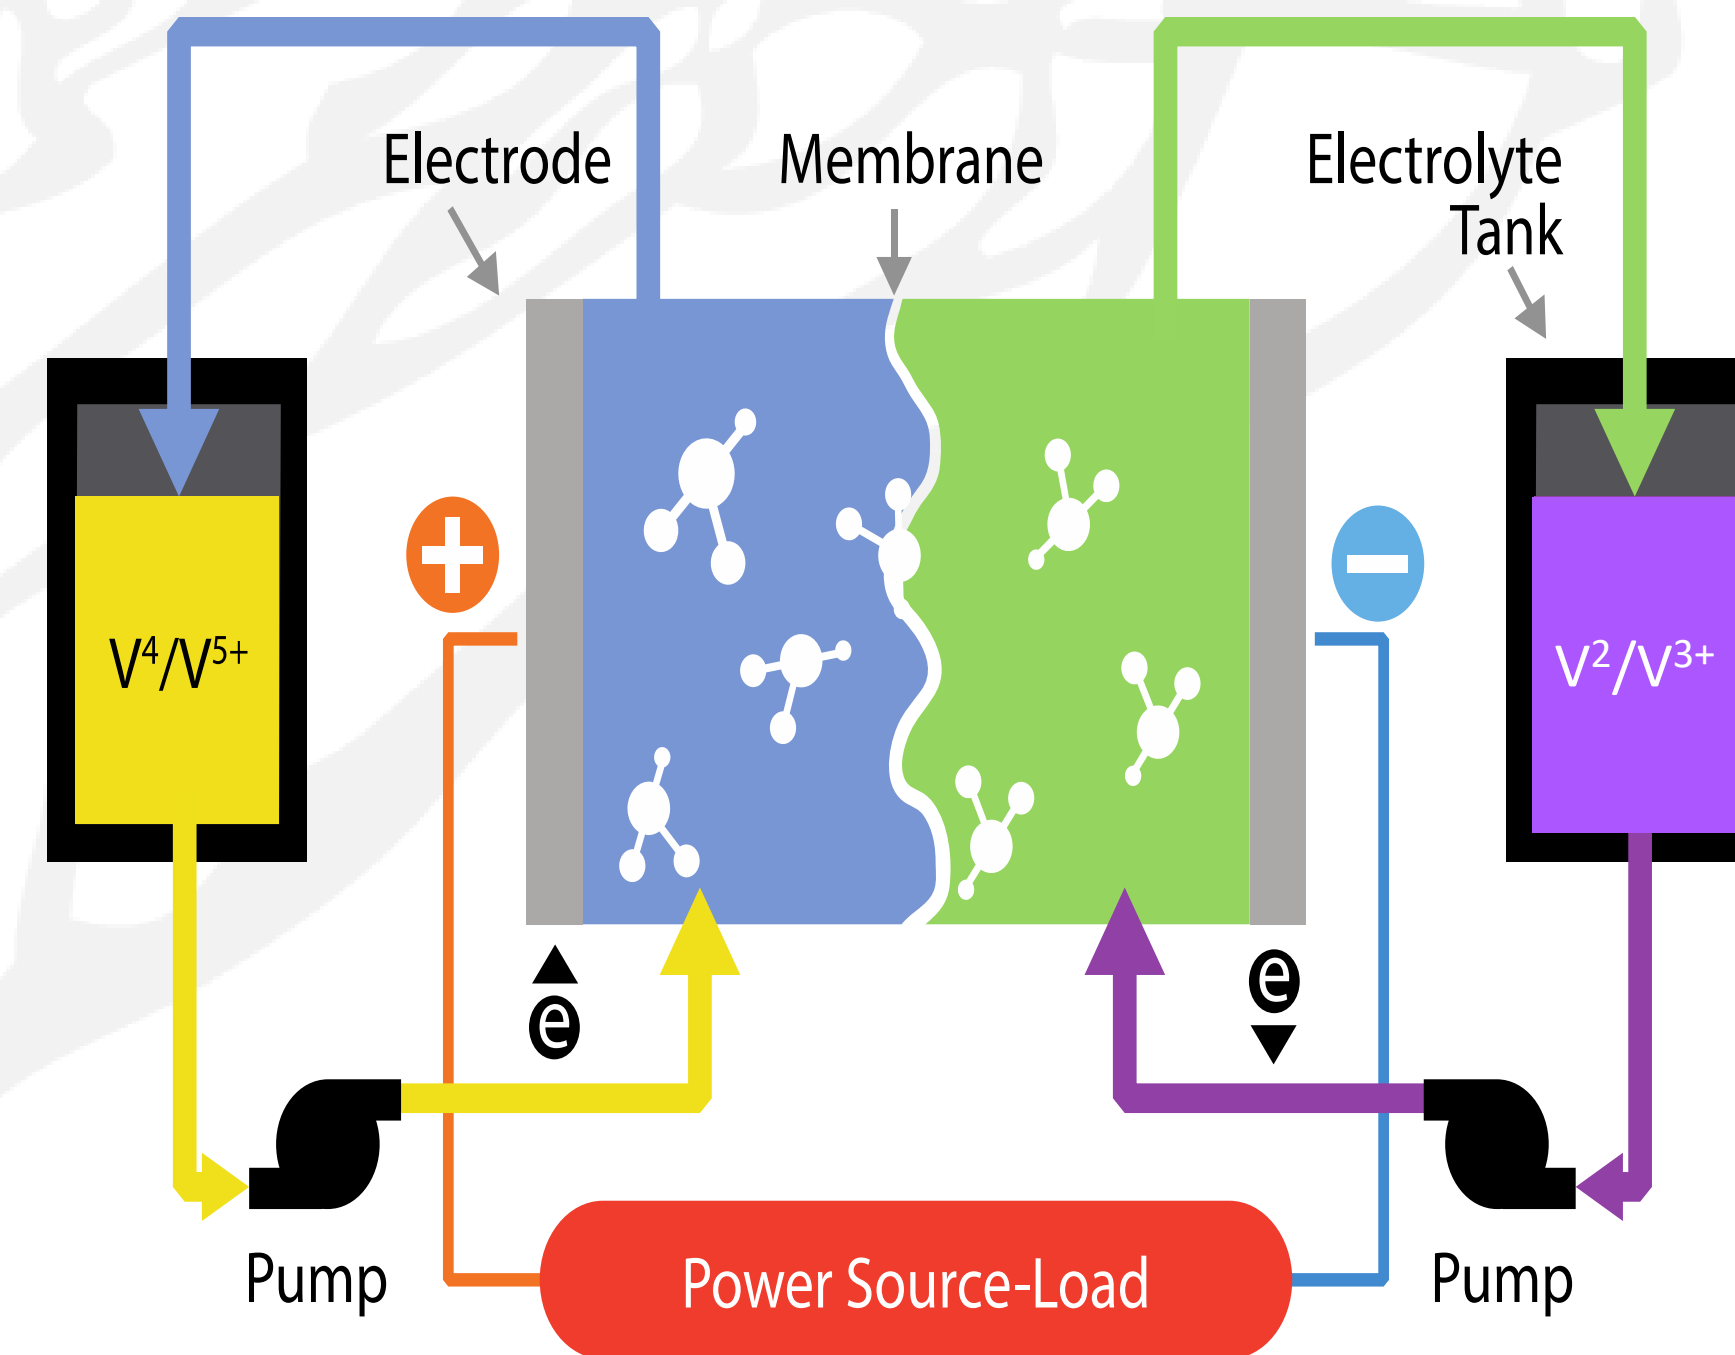 Electrode
Membrane
Electrolyte
Tank
V⁴/V⁵⁺
V²/V³⁺
e
e
Pump
Power Source-Load
Pump